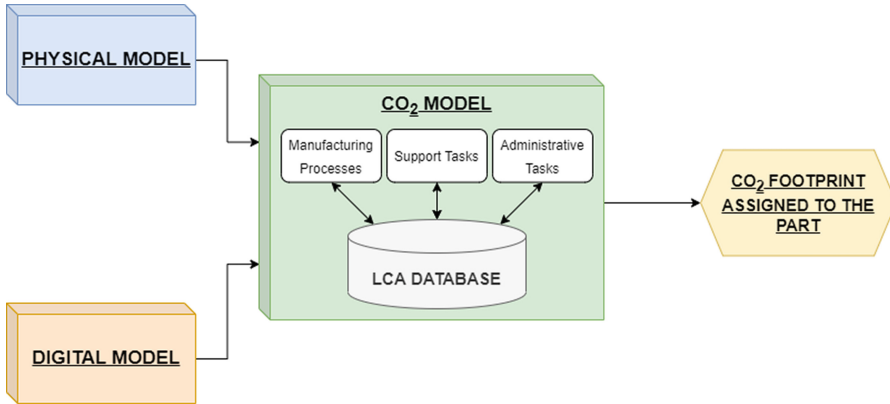 PHYSICAL MODEL
CO₂ MODEL
Manufacturing
Processes
Support Tasks
Administrative
Tasks
LCA DATABASE
DIGITAL MODEL
CO₂ FOOTPRINT
ASSIGNED TO THE
PART